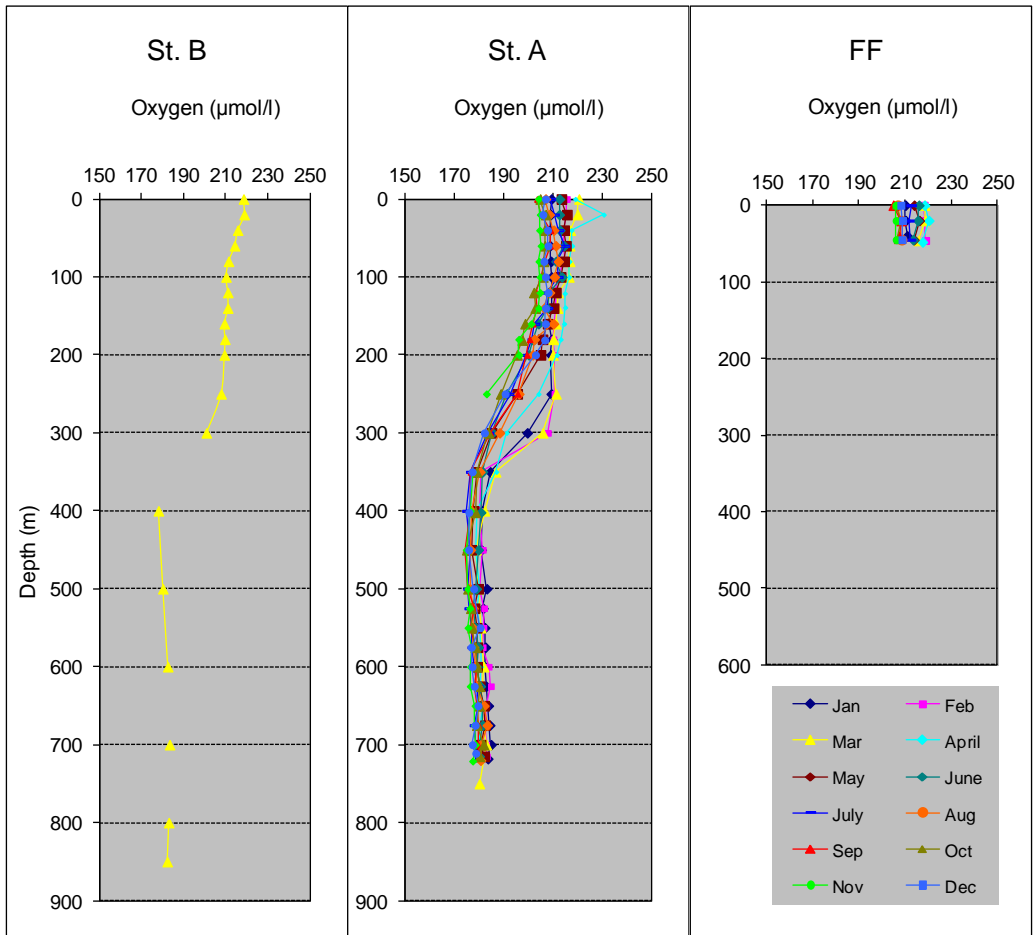 St. B
St. A
FF
Oxygen (µmol/l)
Oxygen (µmol/l)
Oxygen (µmol/l)
150 170 190 210 230 250
150 170 190 210 230 250
150 170 190 210 230 250
Depth (m)
0
100
200
300
400
500
600
700
800
900
0
100
200
300
400
500
600
700
800
900
0
100
200
300
400
500
600
Jan Feb
Mar April
May June
July Aug
Sep Oct
Nov Dec